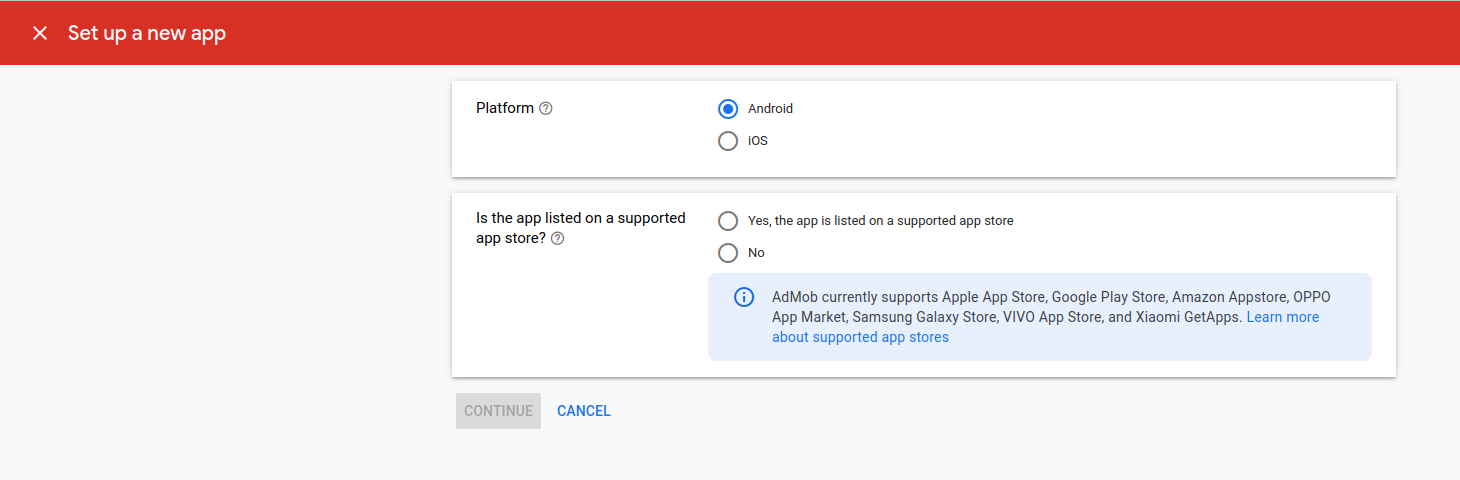 Set up a new app
Platform
Android
iOS
Is the app listed on a supported
app store?
Yes, the app is listed on a supported app store
No
AdMob currently supports Apple App Store, Google Play Store, Amazon Appstore, OPPO
App Market, Samsung Galaxy Store, VIVO App Store, and Xiaomi GetApps. Learn more
about supported app stores
CONTINUE CANCEL